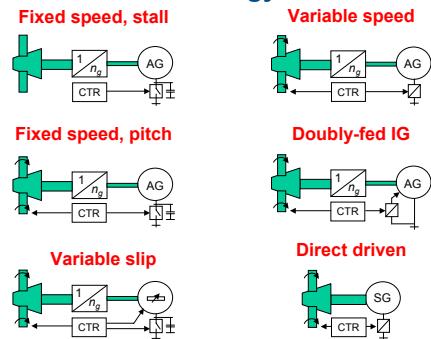 Fixed speed, stall
1
n_g
AG
CTR
Variable speed
1
n_g
AG
CTR
Fixed speed, pitch
1
n_g
AG
CTR
Doubly-fed IG
1
n_g
AG
CTR
Variable slip
1
n_g
CTR
Direct driven
SG
CTR